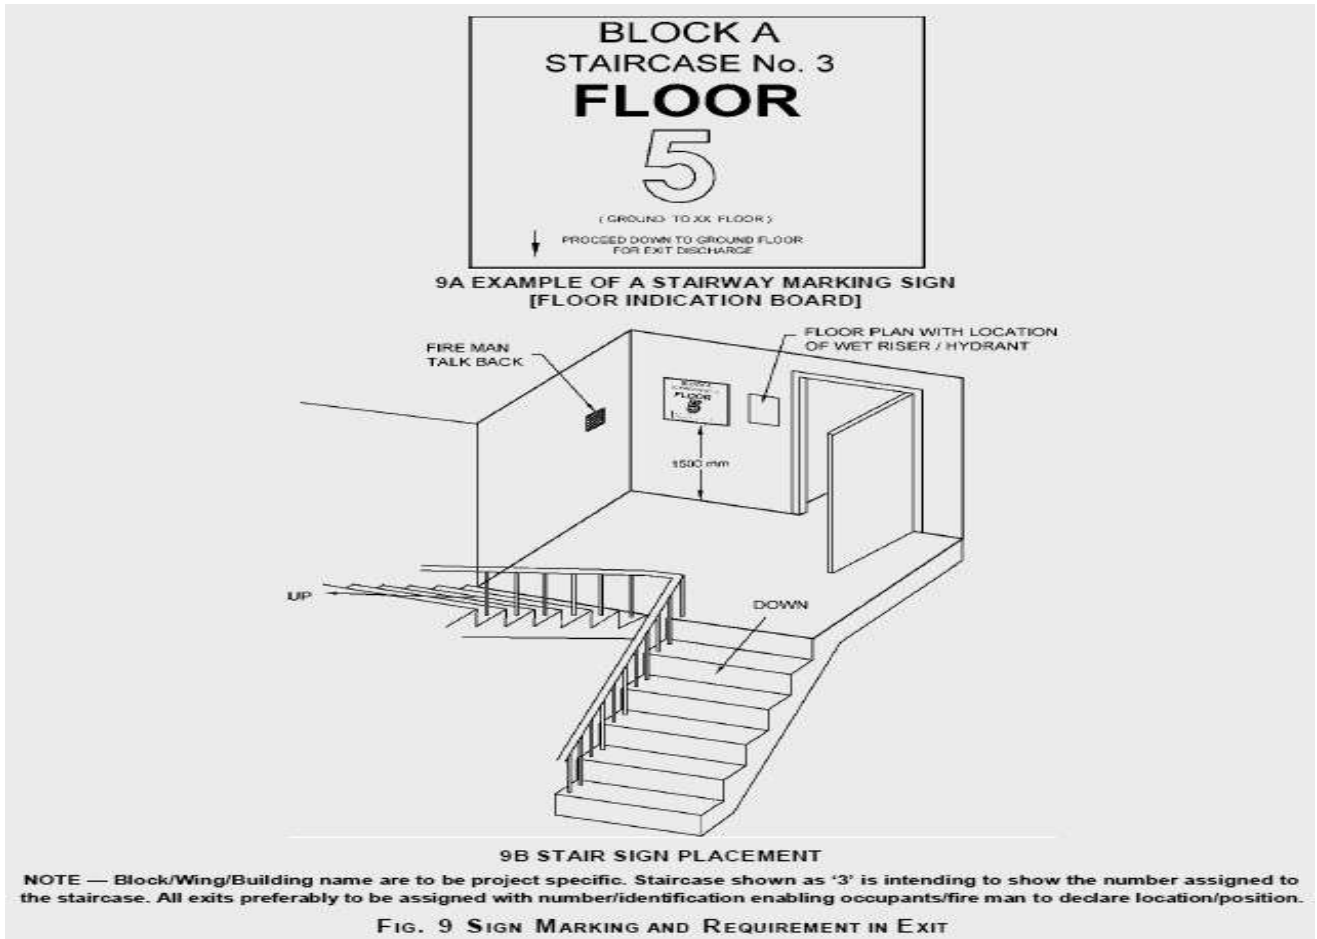 BLOCK A
STAIRCASE No. 3
FLOOR
5
( GROUND TO XX FLOOR )
PROCEED DOWN TO GROUND FLOOR
FOR EXIT DISCHARGE
9A EXAMPLE OF A STAIRWAY MARKING SIGN
[FLOOR INDICATION BOARD]
FIRE MAN
TALK BACK
FLOOR PLAN WITH LOCATION
OF WET RISER / HYDRANT
FLOOR
5
1500 mm
UP
DOWN
9B STAIR SIGN PLACEMENT
NOTE — Block/Wing/Building name are to be project specific. Staircase shown as ‘3’ is intending to show the number assigned to
the staircase. All exits preferably to be assigned with number/identification enabling occupants/fire man to declare location/position.
FIG. 9 SIGN MARKING AND REQUIREMENT IN EXIT